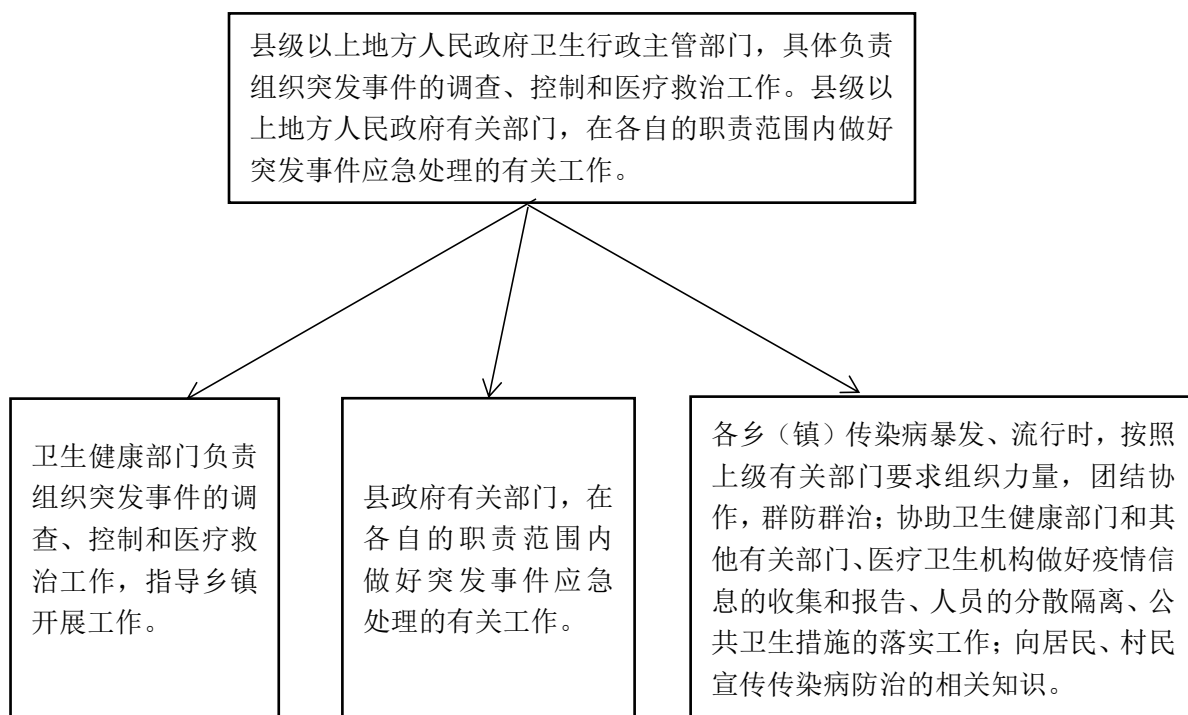 县级以上地方人民政府卫生行政主管部门，具体负责
组织突发事件的调查、控制和医疗救治工作。县级以
上地方人民政府有关部门，在各自的职责范围内做好
突发事件应急处理的有关工作。
卫生健康部门负责
组织突发事件的调
查、控制和医疗救
治工作，指导乡镇
开展工作。
县政府有关部门，在
各自的职责范围内
做好突发事件应急
处理的有关工作。
各乡（镇）传染病暴发、流行时，按照
上级有关部门要求组织力量，团结协
作，群防群治；协助卫生健康部门和其
他有关部门、医疗卫生机构做好疫情信
息的收集和报告、人员的分散隔离、公
共卫生措施的落实工作；向居民、村民
宣传传染病防治的相关知识。